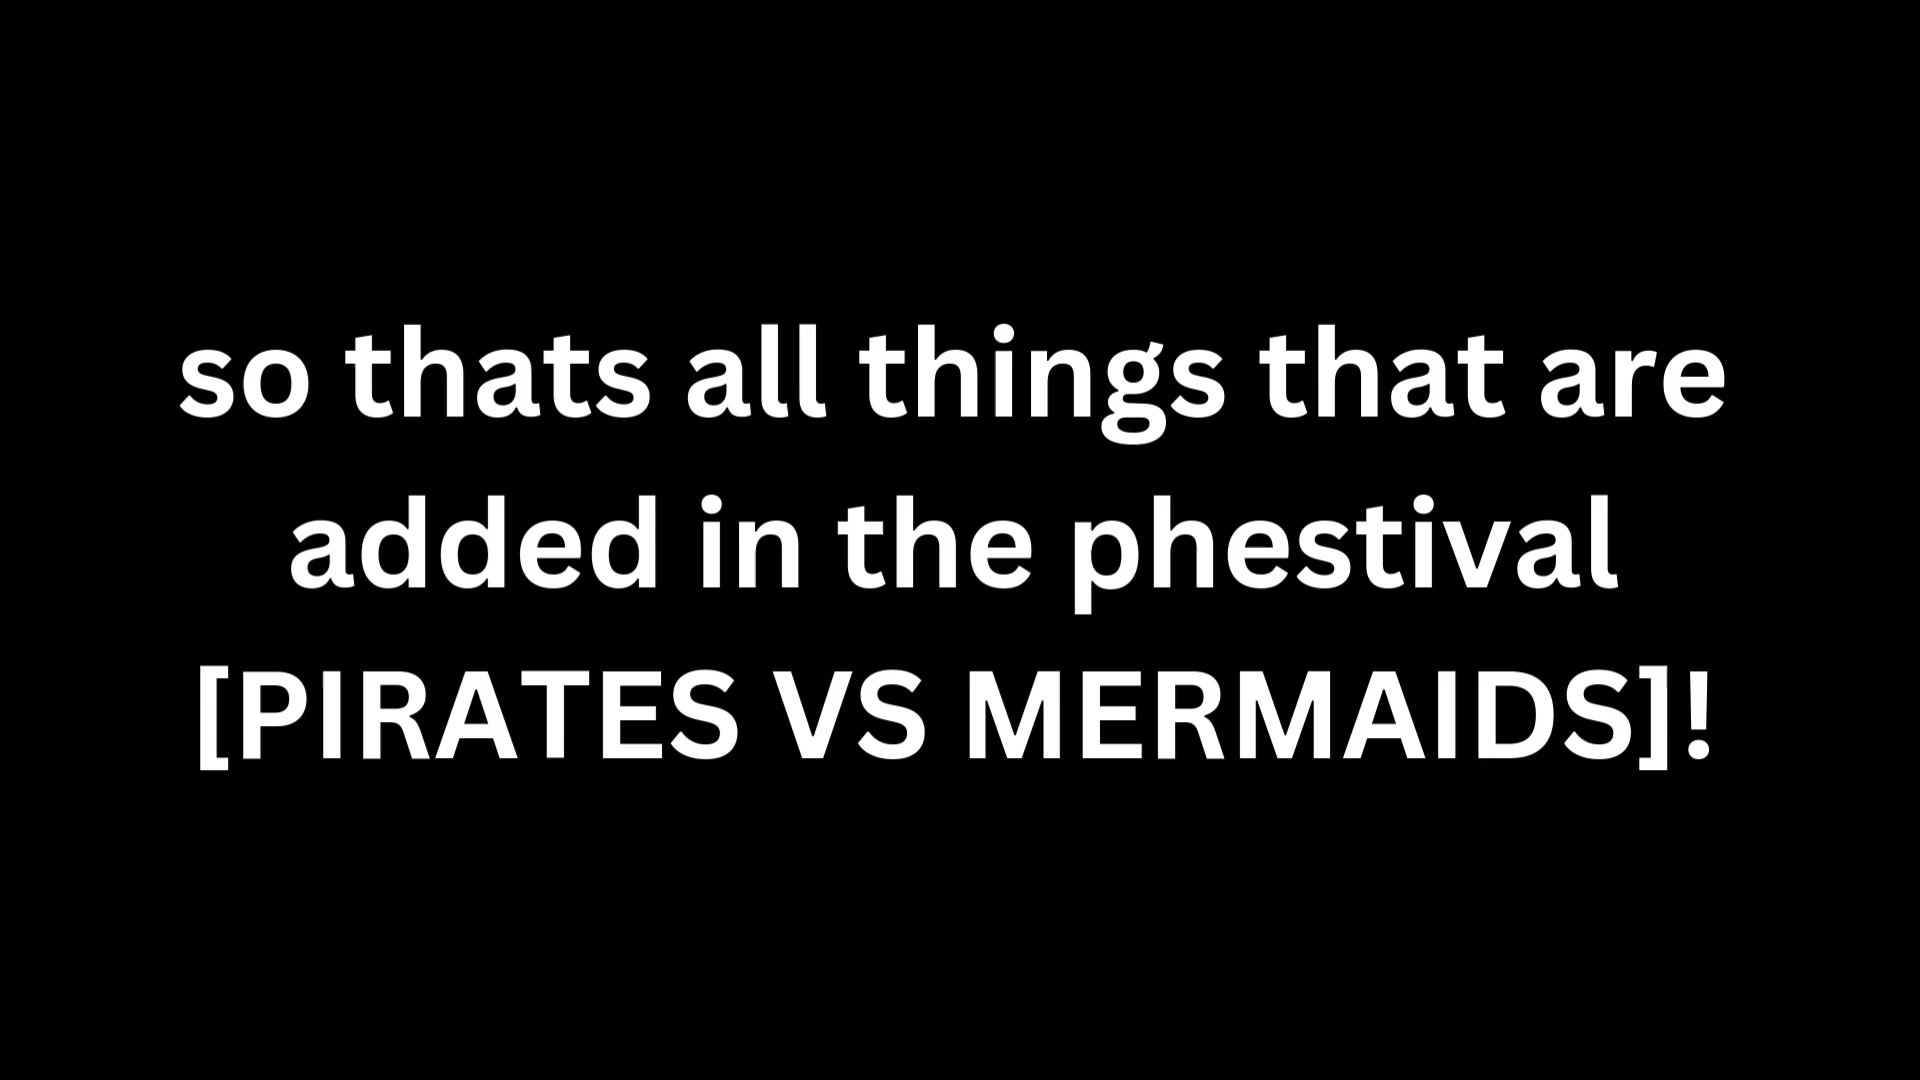 so thats all things that are
added in the phestival
[PIRATES VS MERMAIDS]!